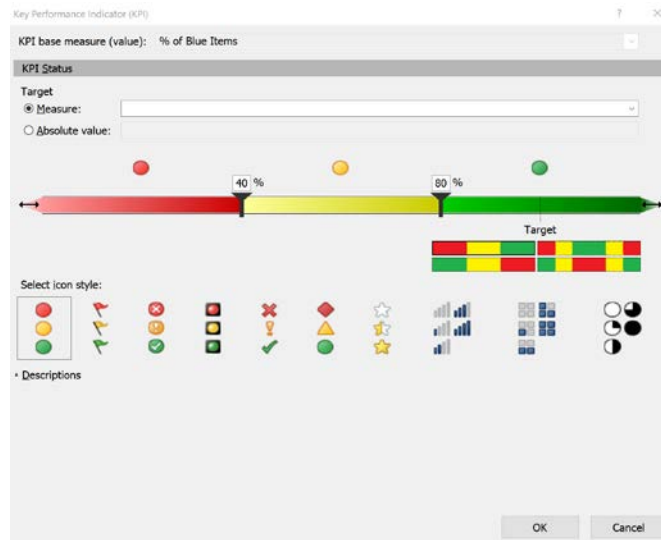 Key Performance Indicator (KPI) ? ×
KPI base measure (value): % of Blue Items
KPI Status
Target
Measure:
Absolute value:
40 % 80 %
Target
Select icon style:
Descriptions
OK Cancel